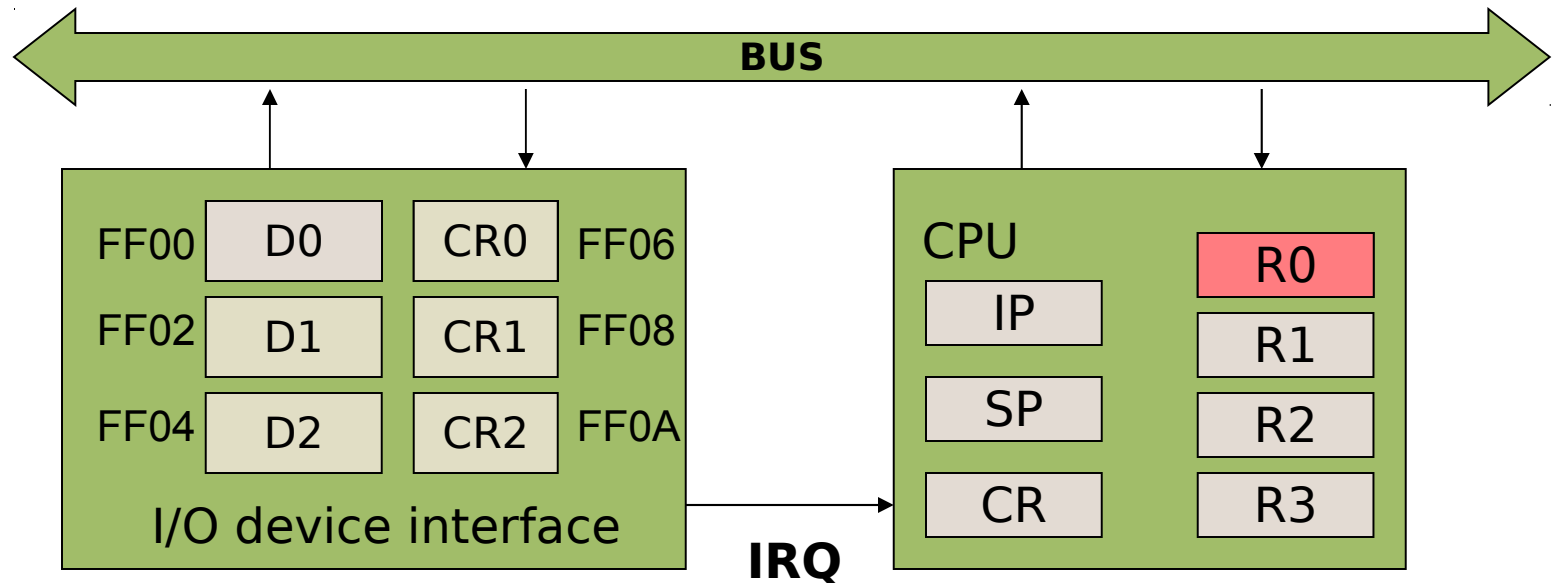 BUS
FF00 D0 CR0 FF06
FF02 D1 CR1 FF08
FF04 D2 CR2 FF0A
I/O device interface
IRQ
CPU
IP
SP
CR
R0
R1
R2
R3